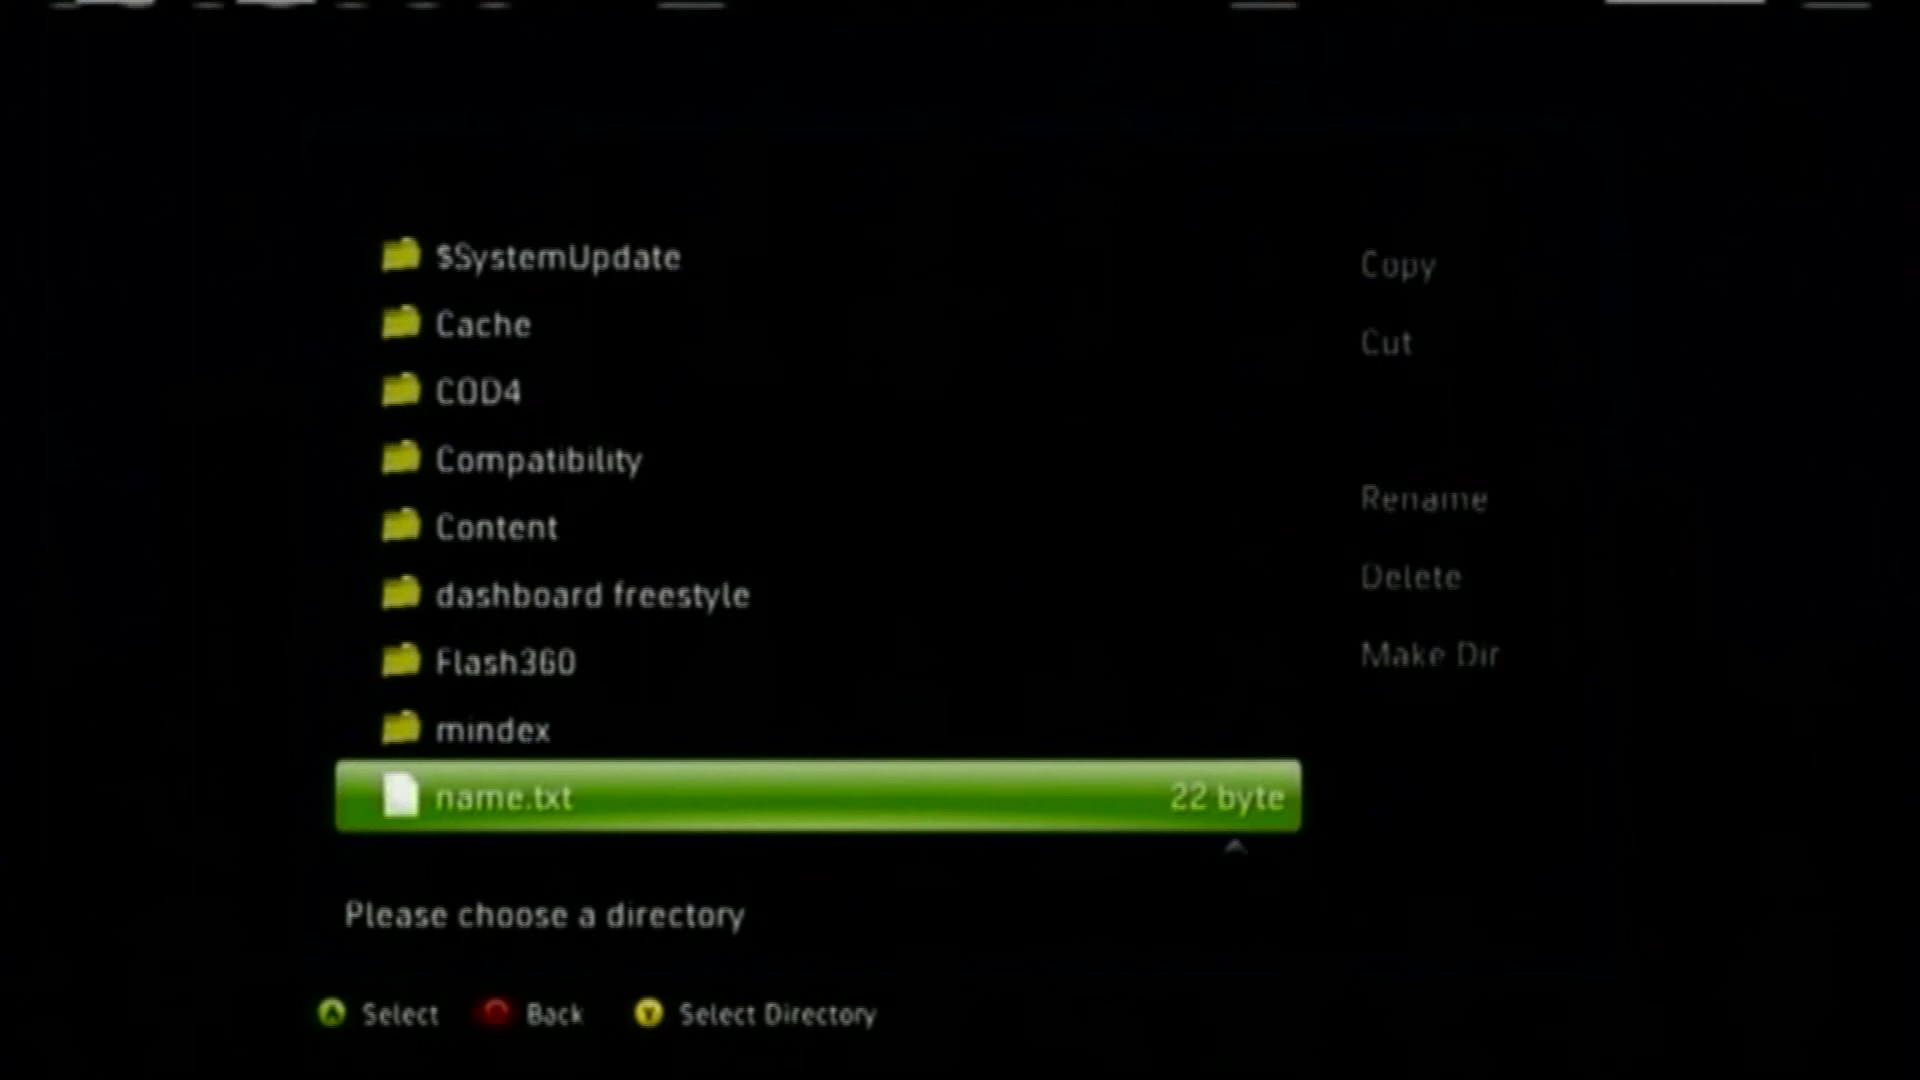 $SystemUpdate
Cache
COD4
Compatibility
Content
dashboard freestyle
Flash360
mindex
name.txt 22 byte
Copy
Cut
Rename
Delete
Make Dir
Please choose a directory
A Select Back Y Select Directory